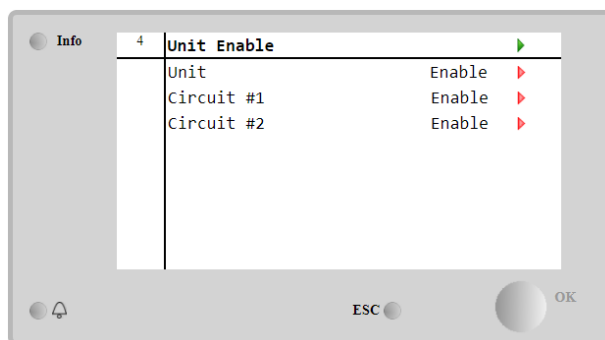 Info
4 Unit Enable
Unit Enable
Circuit #1 Enable
Circuit #2 Enable
ESC
OK